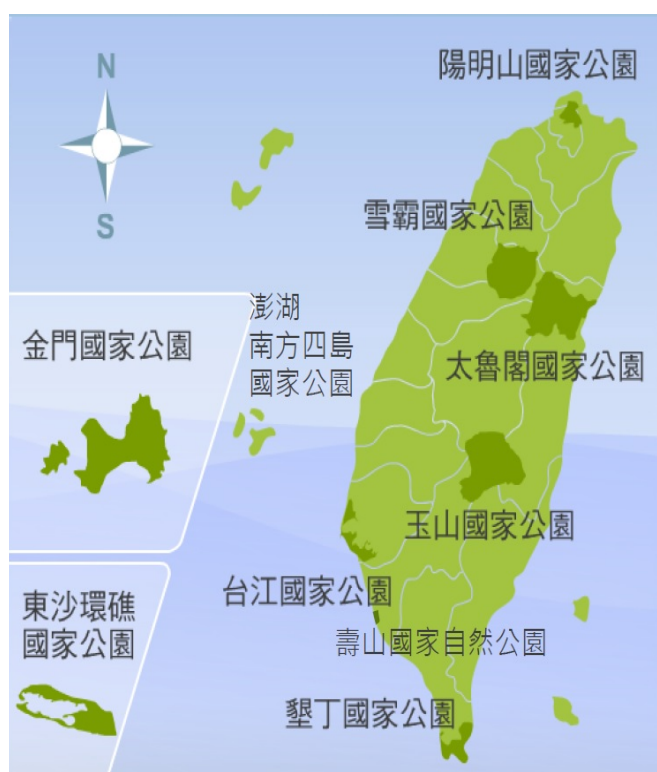 N
S
陽明山國家公園
雪霸國家公園
澎湖
南方四島
國家公園
金門國家公園
太魯閣國家公園
玉山國家公園
台江國家公園
東沙環礁
國家公園
壽山國家自然公園
墾丁國家公園